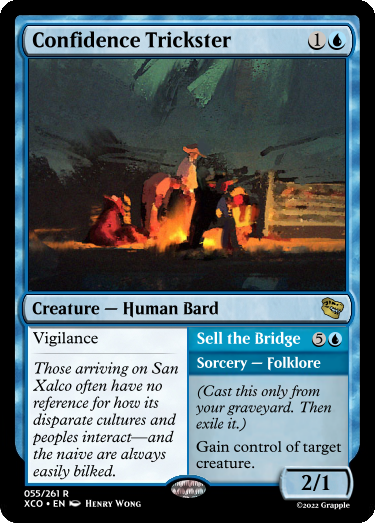 Confidence Trickster 1
Creature — Human Bard
Vigilance
Those arriving on San
Xalco often have no
reference for how its
disparate cultures and
peoples interact—and
the naive are always
easily bilked.
Sell the Bridge 5
Sorcery — Folklore
(Cast this only from
your graveyard. Then
exile it.)
Gain control of target
creature.
2/1
055/261 R
XCO • EN Henry Wong
©2022 Grapple